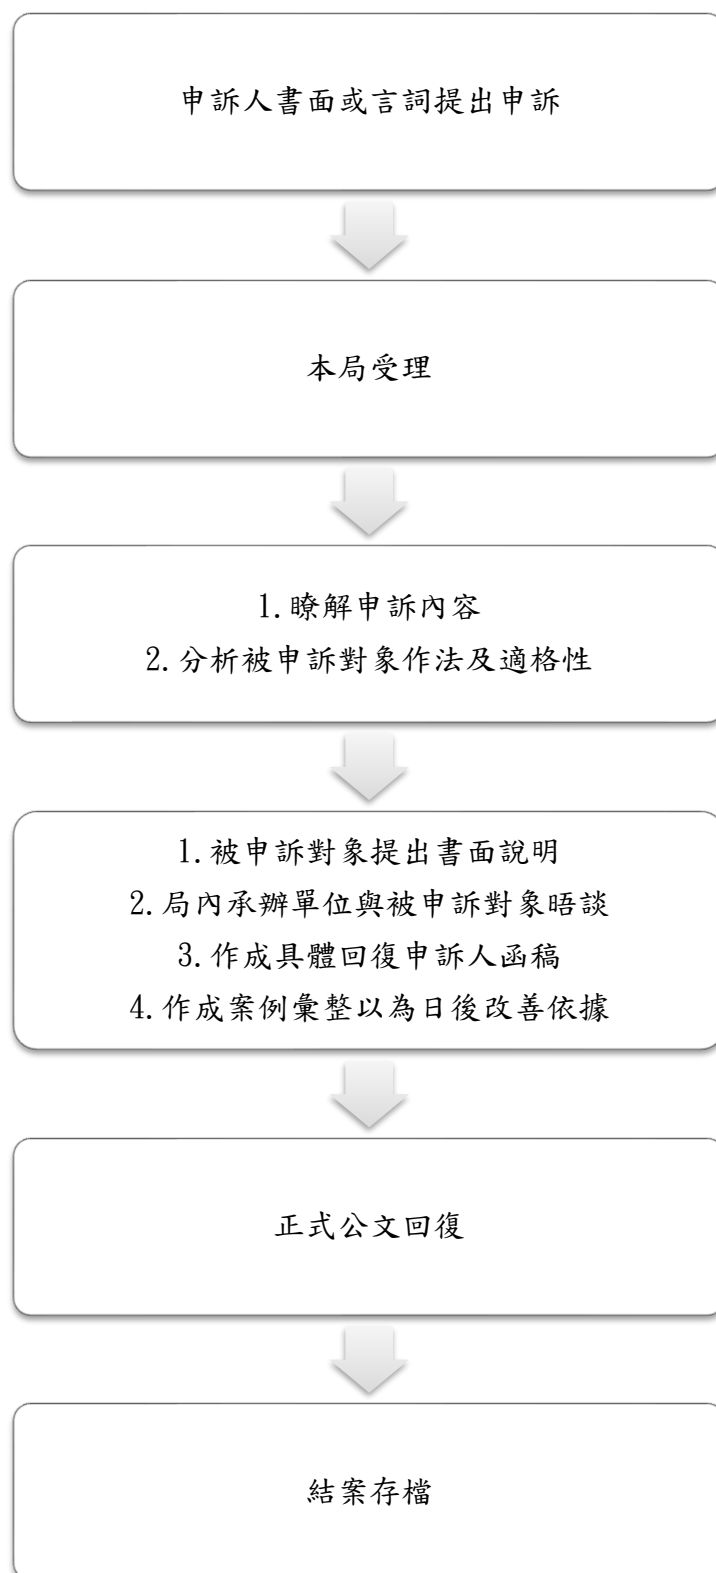 申訴人書面或言詞提出申訴
本局受理
1.瞭解申訴內容
2.分析被申訴對象作法及適格性
1.被申訴對象提出書面說明
2.局內承辦單位與被申訴對象晤談
3.作成具體回復申訴人函稿
4.作成案例彙整以為日後改善依據
正式公文回復
結案存檔